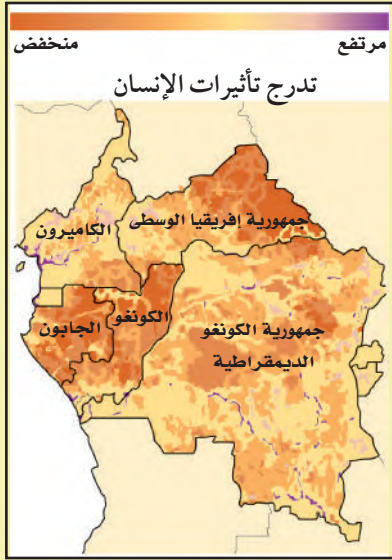 مرتفع
منخفض
تدرج تأثيرات الإنسان
الكاميرون
جمهورية إفريقيا الوسطى
الجابون
الكونغو
جمهورية الكونغو
الديمقراطية